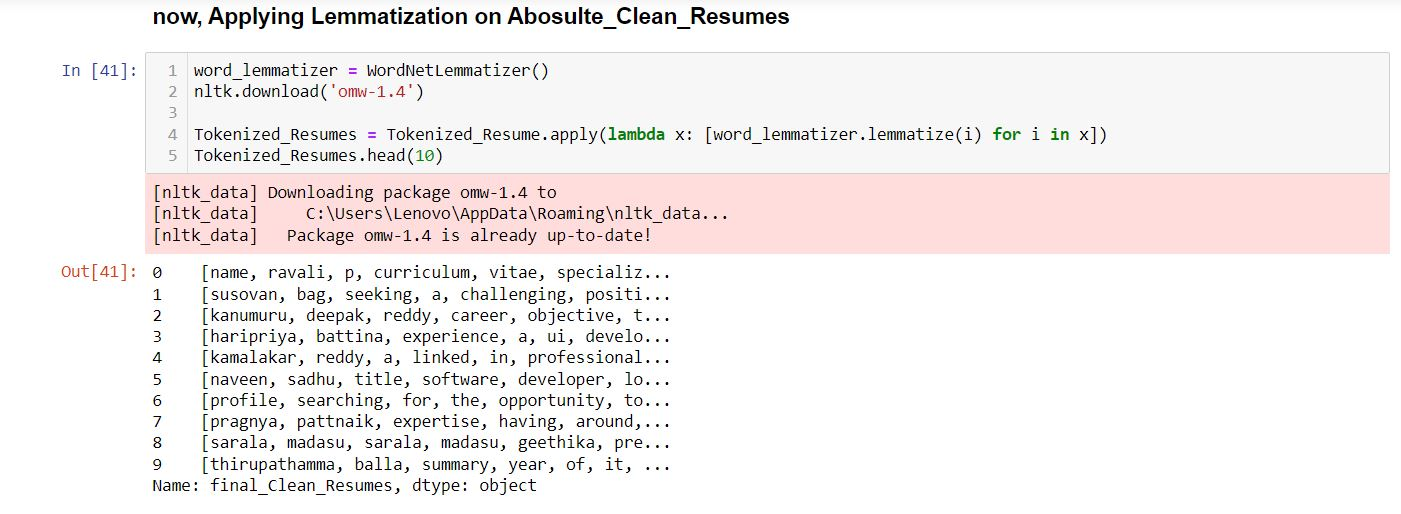 now, Applying Lemmatization on Abosulte_Clean_Resumes
In [41]:
1 word_lemmatizer = WordNetLemmatizer()
2 nltk.download('omw-1.4')
3
4 Tokenized_Resumes = Tokenized_Resume.apply(lambda x: [word_lemmatizer.lemmatize(i) for i in x])
5 Tokenized_Resumes.head(10)
[nltk_data] Downloading package omw-1.4 to
[nltk_data]     C:\Users\Lenovo\AppData\Roaming\nltk_data...
[nltk_data]   Package omw-1.4 is already up-to-date!
Out[41]:
0    [name, ravali, p, curriculum, vitae, specializ...
1    [susovan, bag, seeking, a, challenging, positi...
2    [kanumuru, deepak, reddy, career, objective, t...
3    [haripriya, battina, experience, a, ui, develo...
4    [kamalakar, reddy, a, linked, in, professional...
5    [naveen, sadhu, title, software, developer, lo...
6    [profile, searching, for, the, opportunity, to...
7    [pragnya, pattnaik, expertise, having, around,...
8    [sarala, madasu, sarala, madasu, geethika, pre...
9    [thirupathamma, balla, summary, year, of, it, ...
Name: final_Clean_Resumes, dtype: object